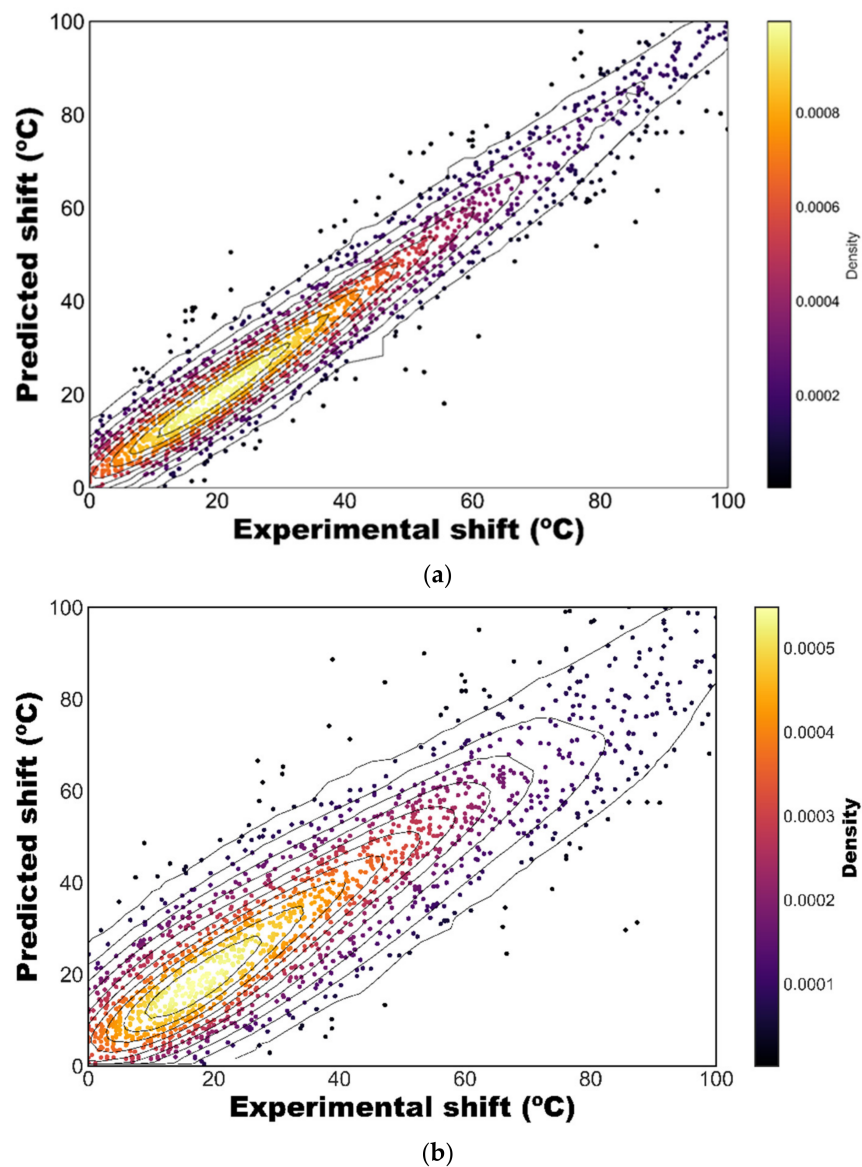 100
80
60
40
20
0
0 20 40 60 80 100
Predicted shift (ºC)
Experimental shift (ºC)
0.0008
0.0006
0.0004
0.0002
Density
(a)
100
80
60
40
20
0
0 20 40 60 80 100
Predicted shift (ºC)
Experimental shift (ºC)
0.0005
0.0004
0.0003
0.0002
0.0001
Density
(b)